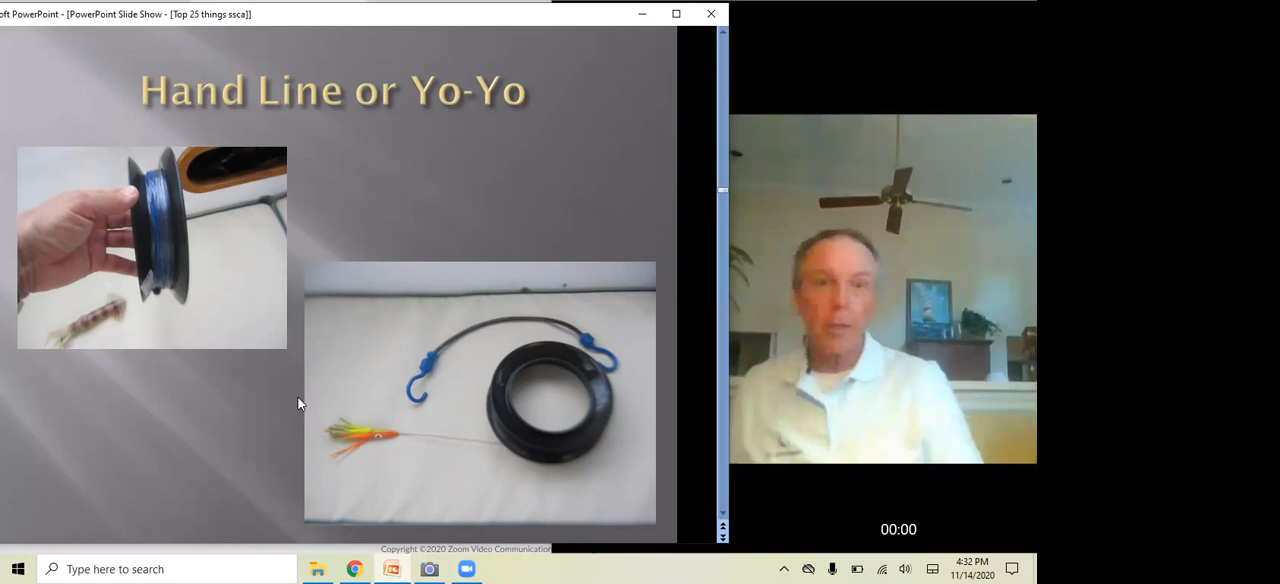 oft PowerPoint - [PowerPoint Slide Show - [Top 25 things ssca]]
Hand Line or Yo-Yo
00:00
Copyright ©2020 Zoom Video Communication
Type here to search
4:32 PM
11/14/2020